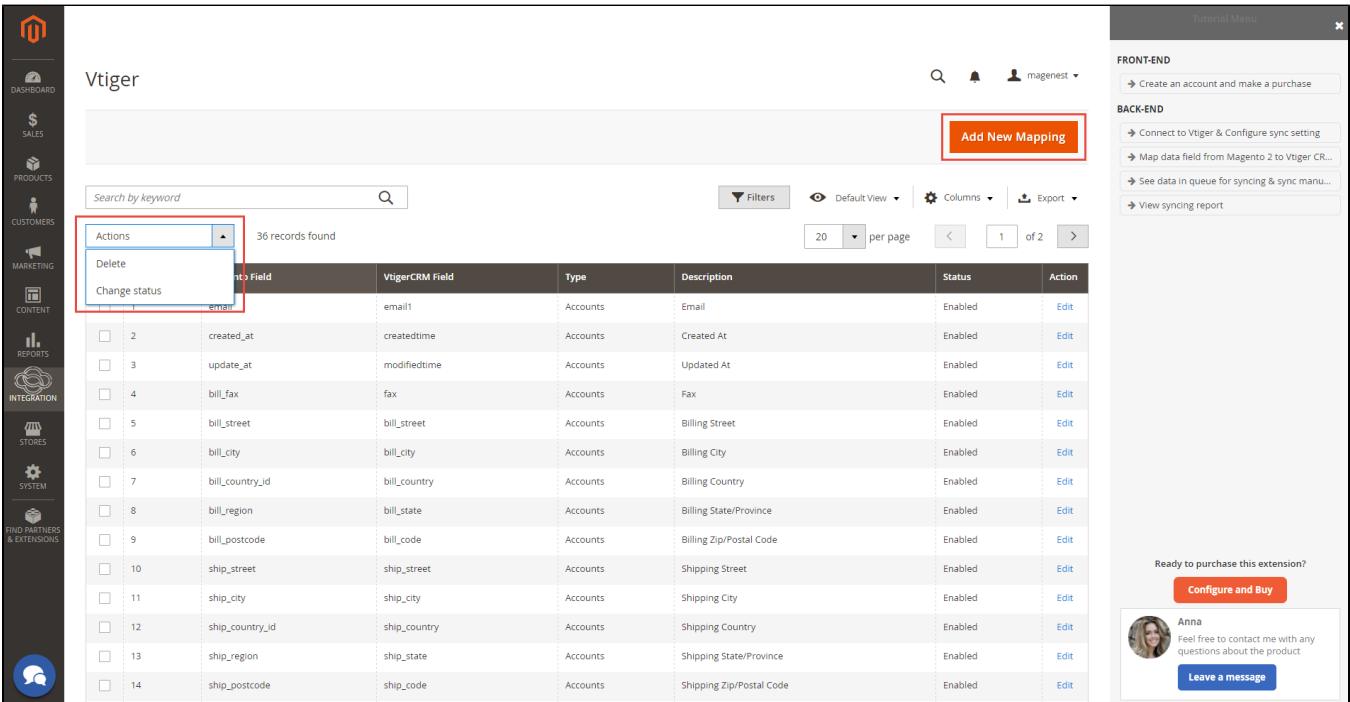 Tutorial Menu
DASHBOARD
SALES
PRODUCTS
CUSTOMERS
MARKETING
CONTENT
REPORTS
INTEGRATION
STORES
SYSTEM
FIND PARTNERS
& EXTENSIONS
Vtiger
magenest
Add New Mapping
Search by keyword
Filters
Default View
Columns
Export
Actions
36 records found
20 per page
1 of 2
Delete
Change status
nto Field VtigerCRM Field Type Description Status Action
1 email email1 Accounts Email Enabled Edit
2 created_at createdtime Accounts Created At Enabled Edit
3 update_at modifiedtime Accounts Updated At Enabled Edit
4 bill_fax fax Accounts Fax Enabled Edit
5 bill_street bill_street Accounts Billing Street Enabled Edit
6 bill_city bill_city Accounts Billing City Enabled Edit
7 bill_country_id bill_country Accounts Billing Country Enabled Edit
8 bill_region bill_state Accounts Billing State/Province Enabled Edit
9 bill_postcode bill_code Accounts Billing Zip/Postal Code Enabled Edit
10 ship_street ship_street Accounts Shipping Street Enabled Edit
11 ship_city ship_city Accounts Shipping City Enabled Edit
12 ship_country_id ship_country Accounts Shipping Country Enabled Edit
13 ship_region ship_state Accounts Shipping State/Province Enabled Edit
14 ship_postcode ship_code Accounts Shipping Zip/Postal Code Enabled Edit
FRONT-END
Create an account and make a purchase
BACK-END
Connect to Vtiger & Configure sync setting
Map data field from Magento 2 to Vtiger CR...
See data in queue for syncing & sync manu...
View syncing report
Ready to purchase this extension?
Configure and Buy
Anna
Feel free to contact me with any
questions about the product
Leave a message